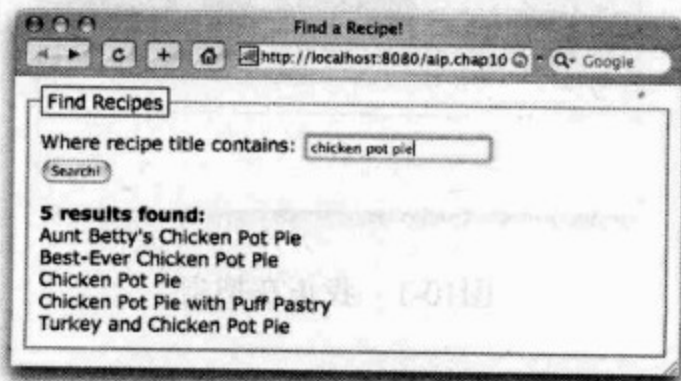 Find a Recipe!
http://localhost:8080/aip.chap10
Google
Find Recipes
Where recipe title contains: chicken pot pie
Search!
5 results found:
Aunt Betty's Chicken Pot Pie
Best-Ever Chicken Pot Pie
Chicken Pot Pie
Chicken Pot Pie with Puff Pastry
Turkey and Chicken Pot Pie